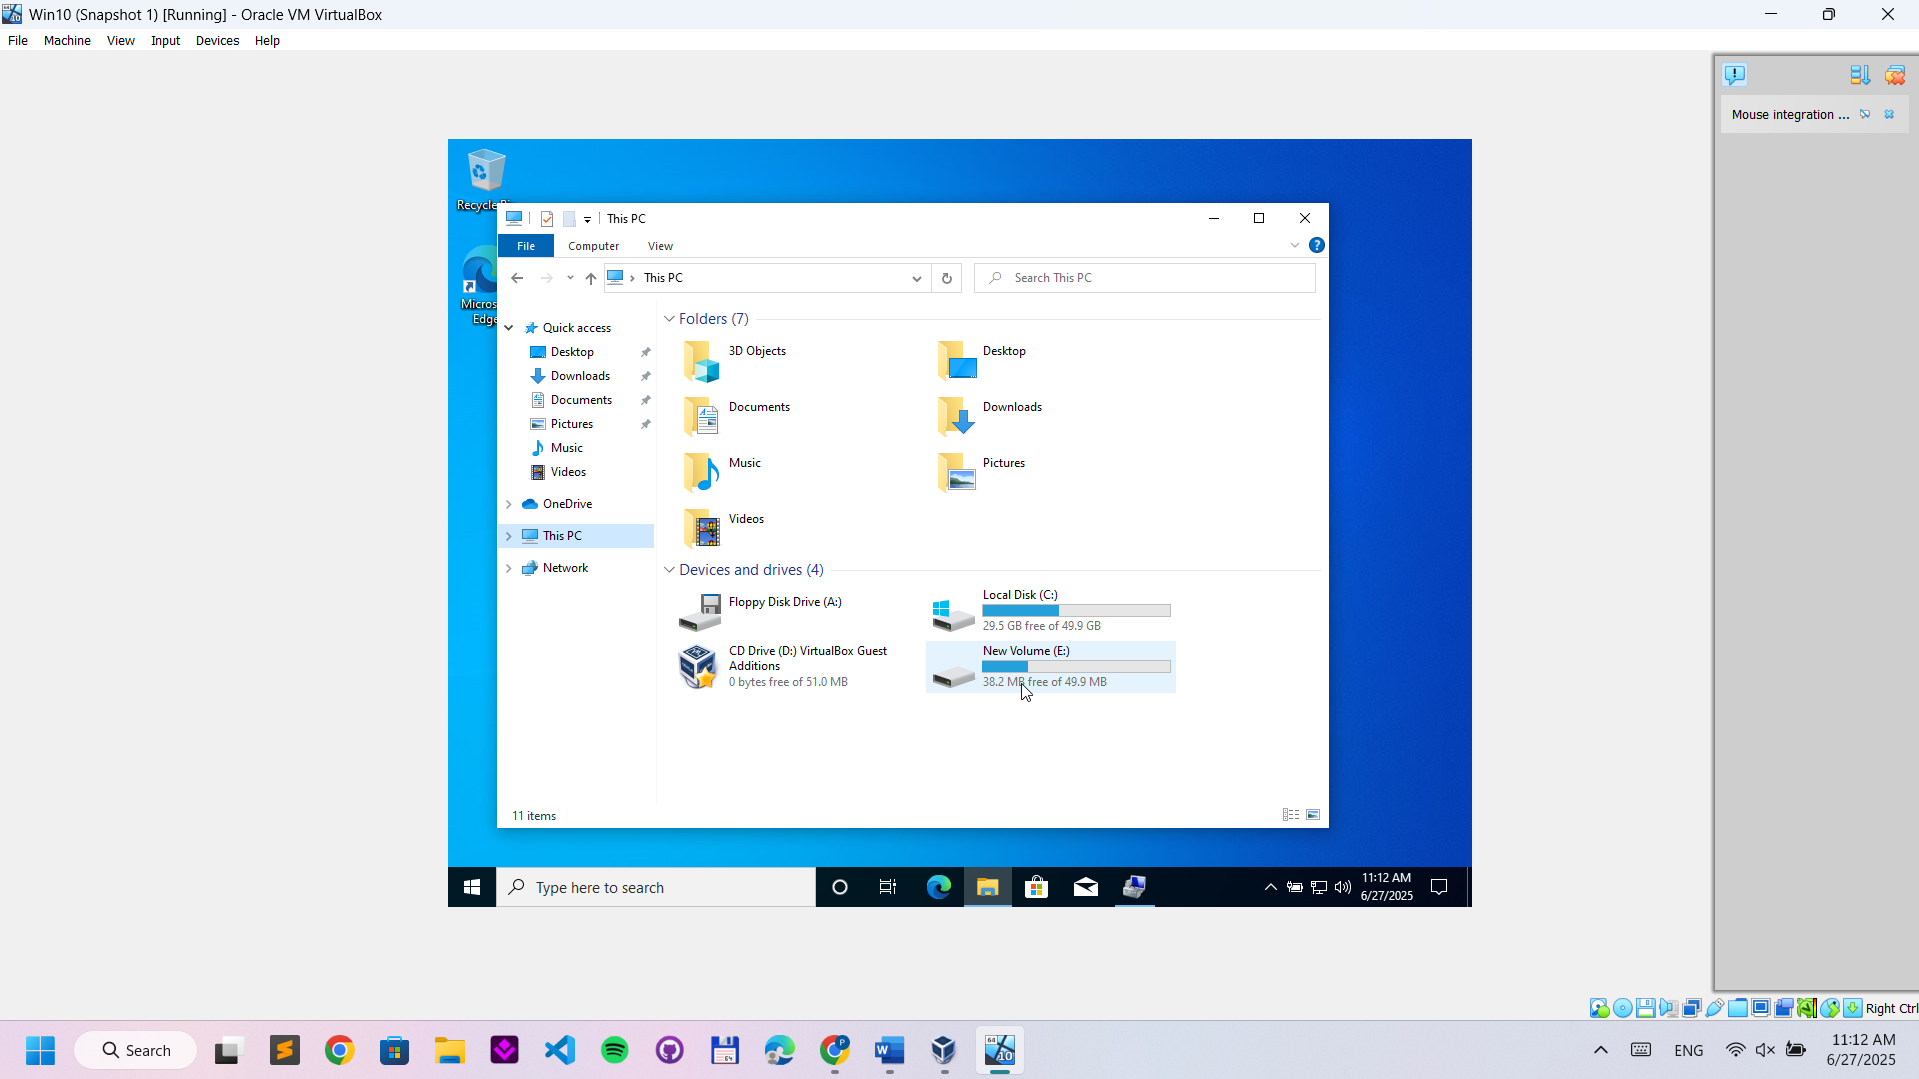 Win10 (Snapshot 1) [Running] - Oracle VM VirtualBox
File Machine View Input Devices Help
Mouse integration ...
Recycle
This PC
File Computer View
This PC
Search This PC
Micros
Edge
Quick access
Desktop
Downloads
Documents
Pictures
Music
Videos
OneDrive
This PC
Network
Folders (7)
3D Objects
Desktop
Documents
Downloads
Music
Pictures
Videos
Devices and drives (4)
Floppy Disk Drive (A:)
Local Disk (C:)
29.5 GB free of 49.9 GB
CD Drive (D:) VirtualBox Guest
Additions
0 bytes free of 51.0 MB
New Volume (E:)
38.2 MB free of 49.9 MB
11 items
Type here to search
11:12 AM
6/27/2025
Right Ctrl
Search
ENG
11:12 AM
6/27/2025